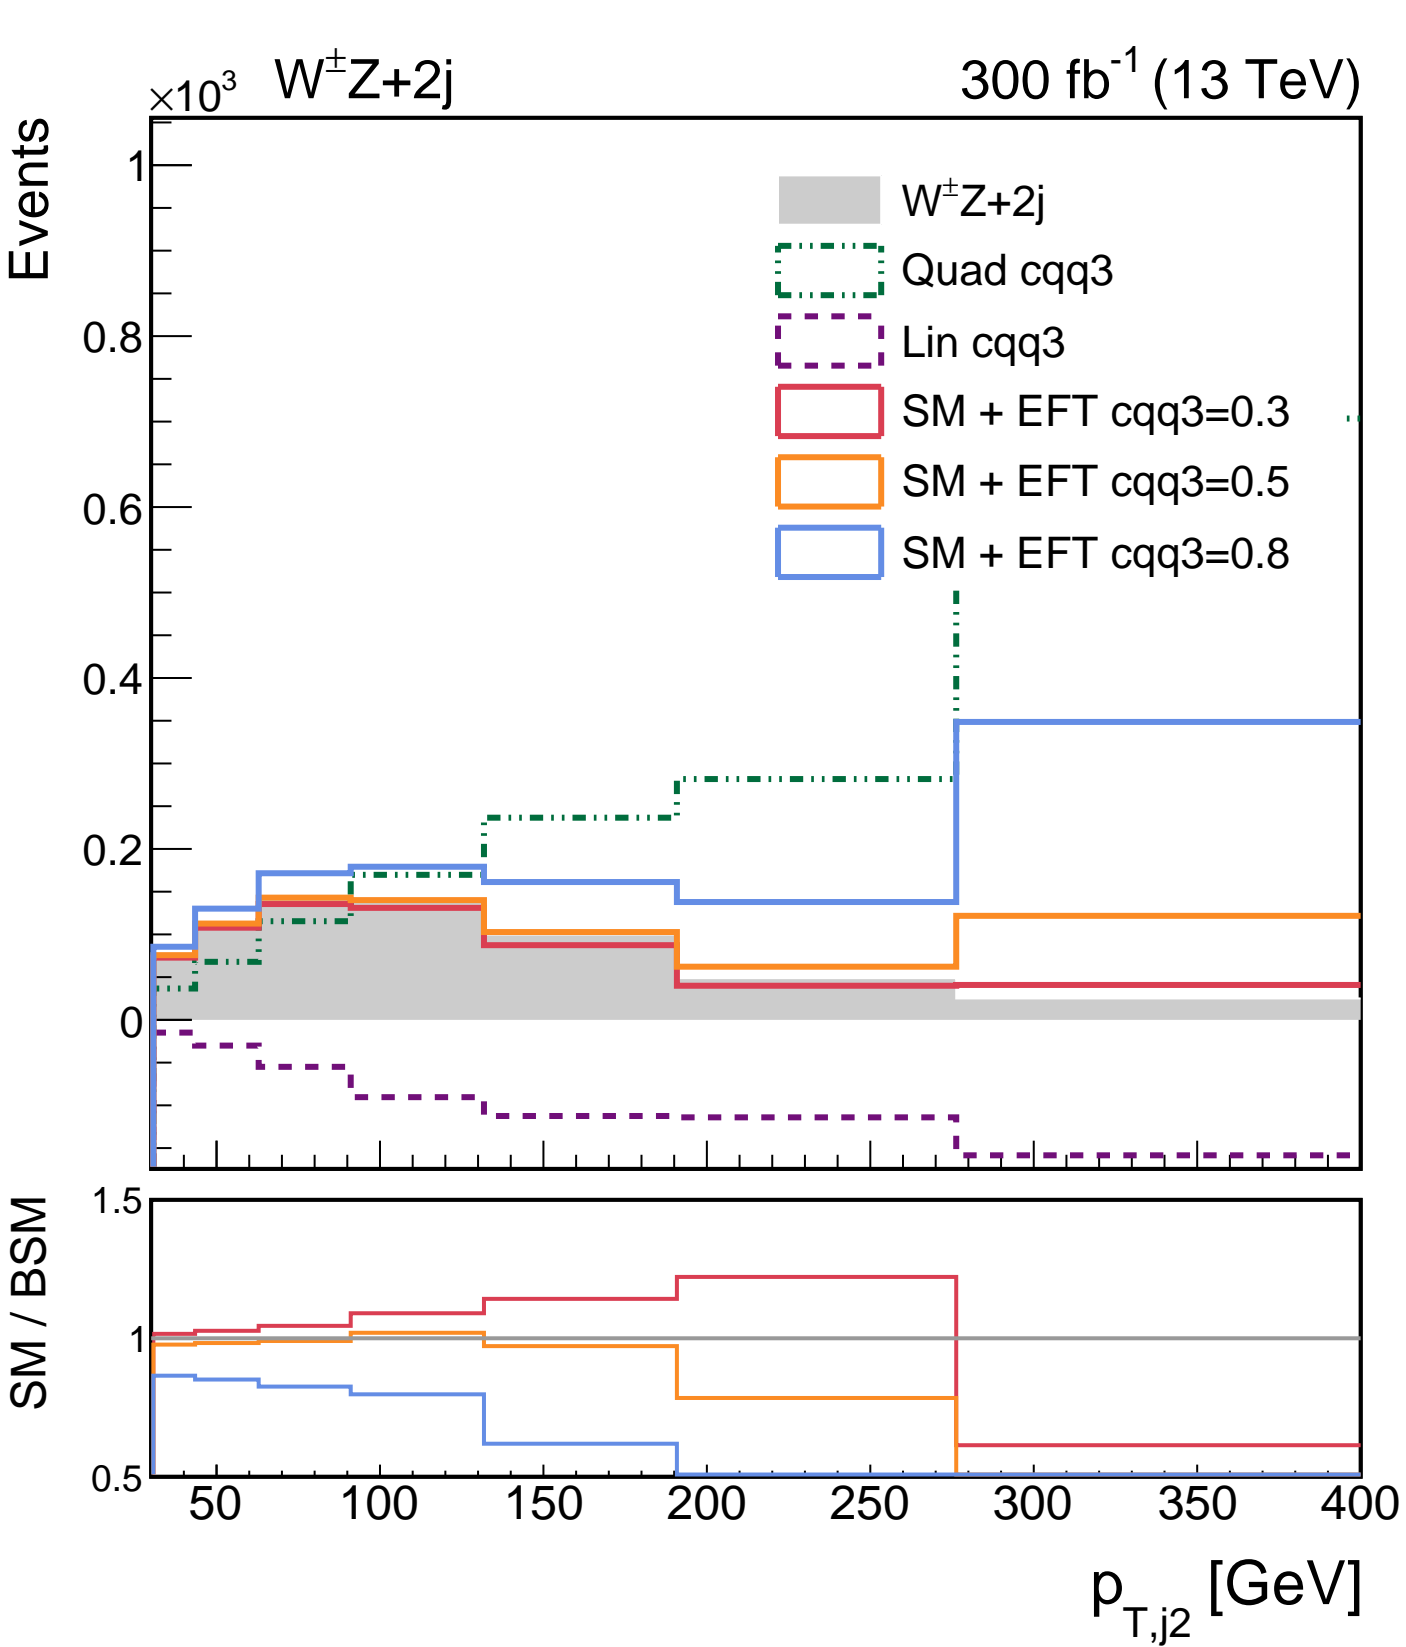 ×10³ W±Z+2j 300 fb⁻¹ (13 TeV)
Events
1
0.8
0.6
0.4
0.2
0
W±Z+2j
Quad cqq3
Lin cqq3
SM + EFT cqq3=0.3
SM + EFT cqq3=0.5
SM + EFT cqq3=0.8
SM / BSM
1.5
1
0.5
50 100 150 200 250 300 350 400
p_T,j2 [GeV]